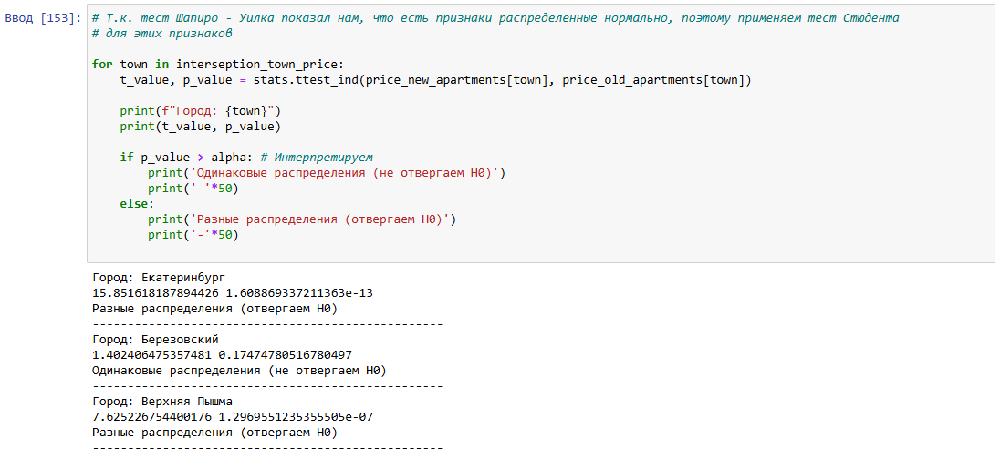 Ввод [153]:
# Т.к. тест Шапиро - Уилка показал нам, что есть признаки распределенные нормально, поэтому применяем тест Стюдента
# для этих признаков
for town in interseption_town_price:
t_value, p_value = stats.ttest_ind(price_new_apartments[town], price_old_apartments[town])
print(f"Город: {town}")
print(t_value, p_value)
if p_value > alpha: # Интерпретируем
print('Одинаковые распределения (не отвергаем H0)')
print('-'*50)
else:
print('Разные распределения (отвергаем H0)')
print('-'*50)
Город: Екатеринбург
15.851618187894426 1.608869337211363e-13
Разные распределения (отвергаем H0)
--------------------------------------------------
Город: Березовский
1.402406475357481 0.17474780516780497
Одинаковые распределения (не отвергаем H0)
--------------------------------------------------
Город: Верхняя Пышма
7.625226754400176 1.2969551235355505e-07
Разные распределения (отвергаем H0)
--------------------------------------------------